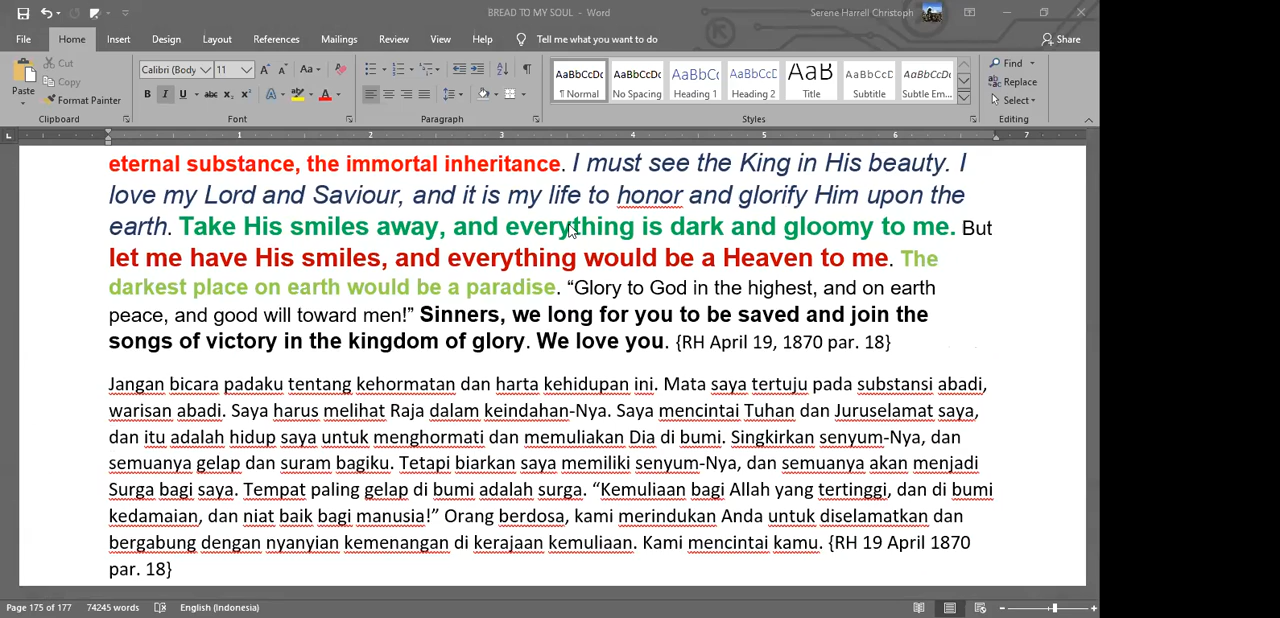 BREAD TO MY SOUL - Word
Serene Harrell Christoph
File Home Insert Design Layout References Mailings Review View Help Tell me what you want to do Share
Paste Cut Copy Format Painter
Calibri (Body 11
AaBbCcDc AaBbCcDc AaBbCc AaBbCcD AaB AaBbCcD AaBbCcDc
¶ Normal No Spacing Heading 1 Heading 2 Title Subtitle Subtle Em...
Find Replace Select
Clipboard Font Paragraph Styles Editing
1 2 3 4 5 6 7
eternal substance, the immortal inheritance. I must see the King in His beauty. I
love my Lord and Saviour, and it is my life to honor and glorify Him upon the
earth. Take His smiles away, and everything is dark and gloomy to me. But
let me have His smiles, and everything would be a Heaven to me. The
darkest place on earth would be a paradise. “Glory to God in the highest, and on earth
peace, and good will toward men!” Sinners, we long for you to be saved and join the
songs of victory in the kingdom of glory. We love you. {RH April 19, 1870 par. 18}
Jangan bicara padaku tentang kehormatan dan harta kehidupan ini. Mata saya tertuju pada substansi abadi,
warisan abadi. Saya harus melihat Raja dalam keindahan-Nya. Saya mencintai Tuhan dan Juruselamat saya,
dan itu adalah hidup saya untuk menghormati dan memuliakan Dia di bumi. Singkirkan senyum-Nya, dan
semuanya gelap dan suram bagiku. Tetapi biarkan saya memiliki senyum-Nya, dan semuanya akan menjadi
Surga bagi saya. Tempat paling gelap di bumi adalah surga. “Kemuliaan bagi Allah yang tertinggi, dan di bumi
kedamaian, dan niat baik bagi manusia!” Orang berdosa, kami merindukan Anda untuk diselamatkan dan
bergabung dengan nyanyian kemenangan di kerajaan kemuliaan. Kami mencintai kamu. {RH 19 April 1870
par. 18}
Page 175 of 177 74245 words English (Indonesia)